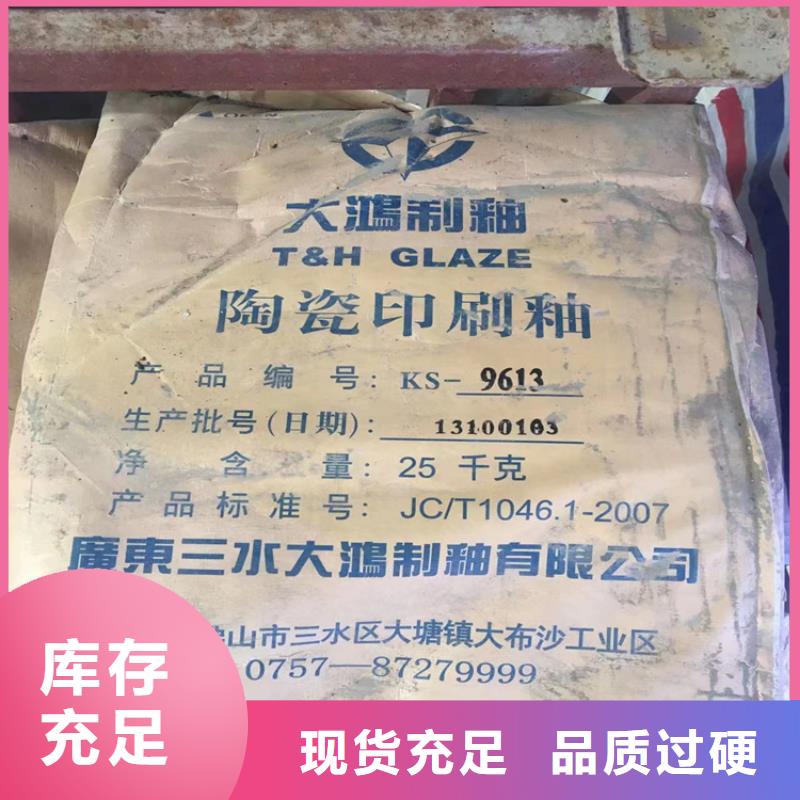 OPEN
大鴻制釉
T&H GLAZE
陶瓷印刷釉
产品编号: KS- 9613
生产批号(日期): 13100103
净含量: 25 千克
产品标准号: JC/T1046.1-2007
廣東三水大鴻制釉有限公司
山市三水区大塘镇大布沙工业区
0757—87279999
库存
充足
现货充足 品质过硬